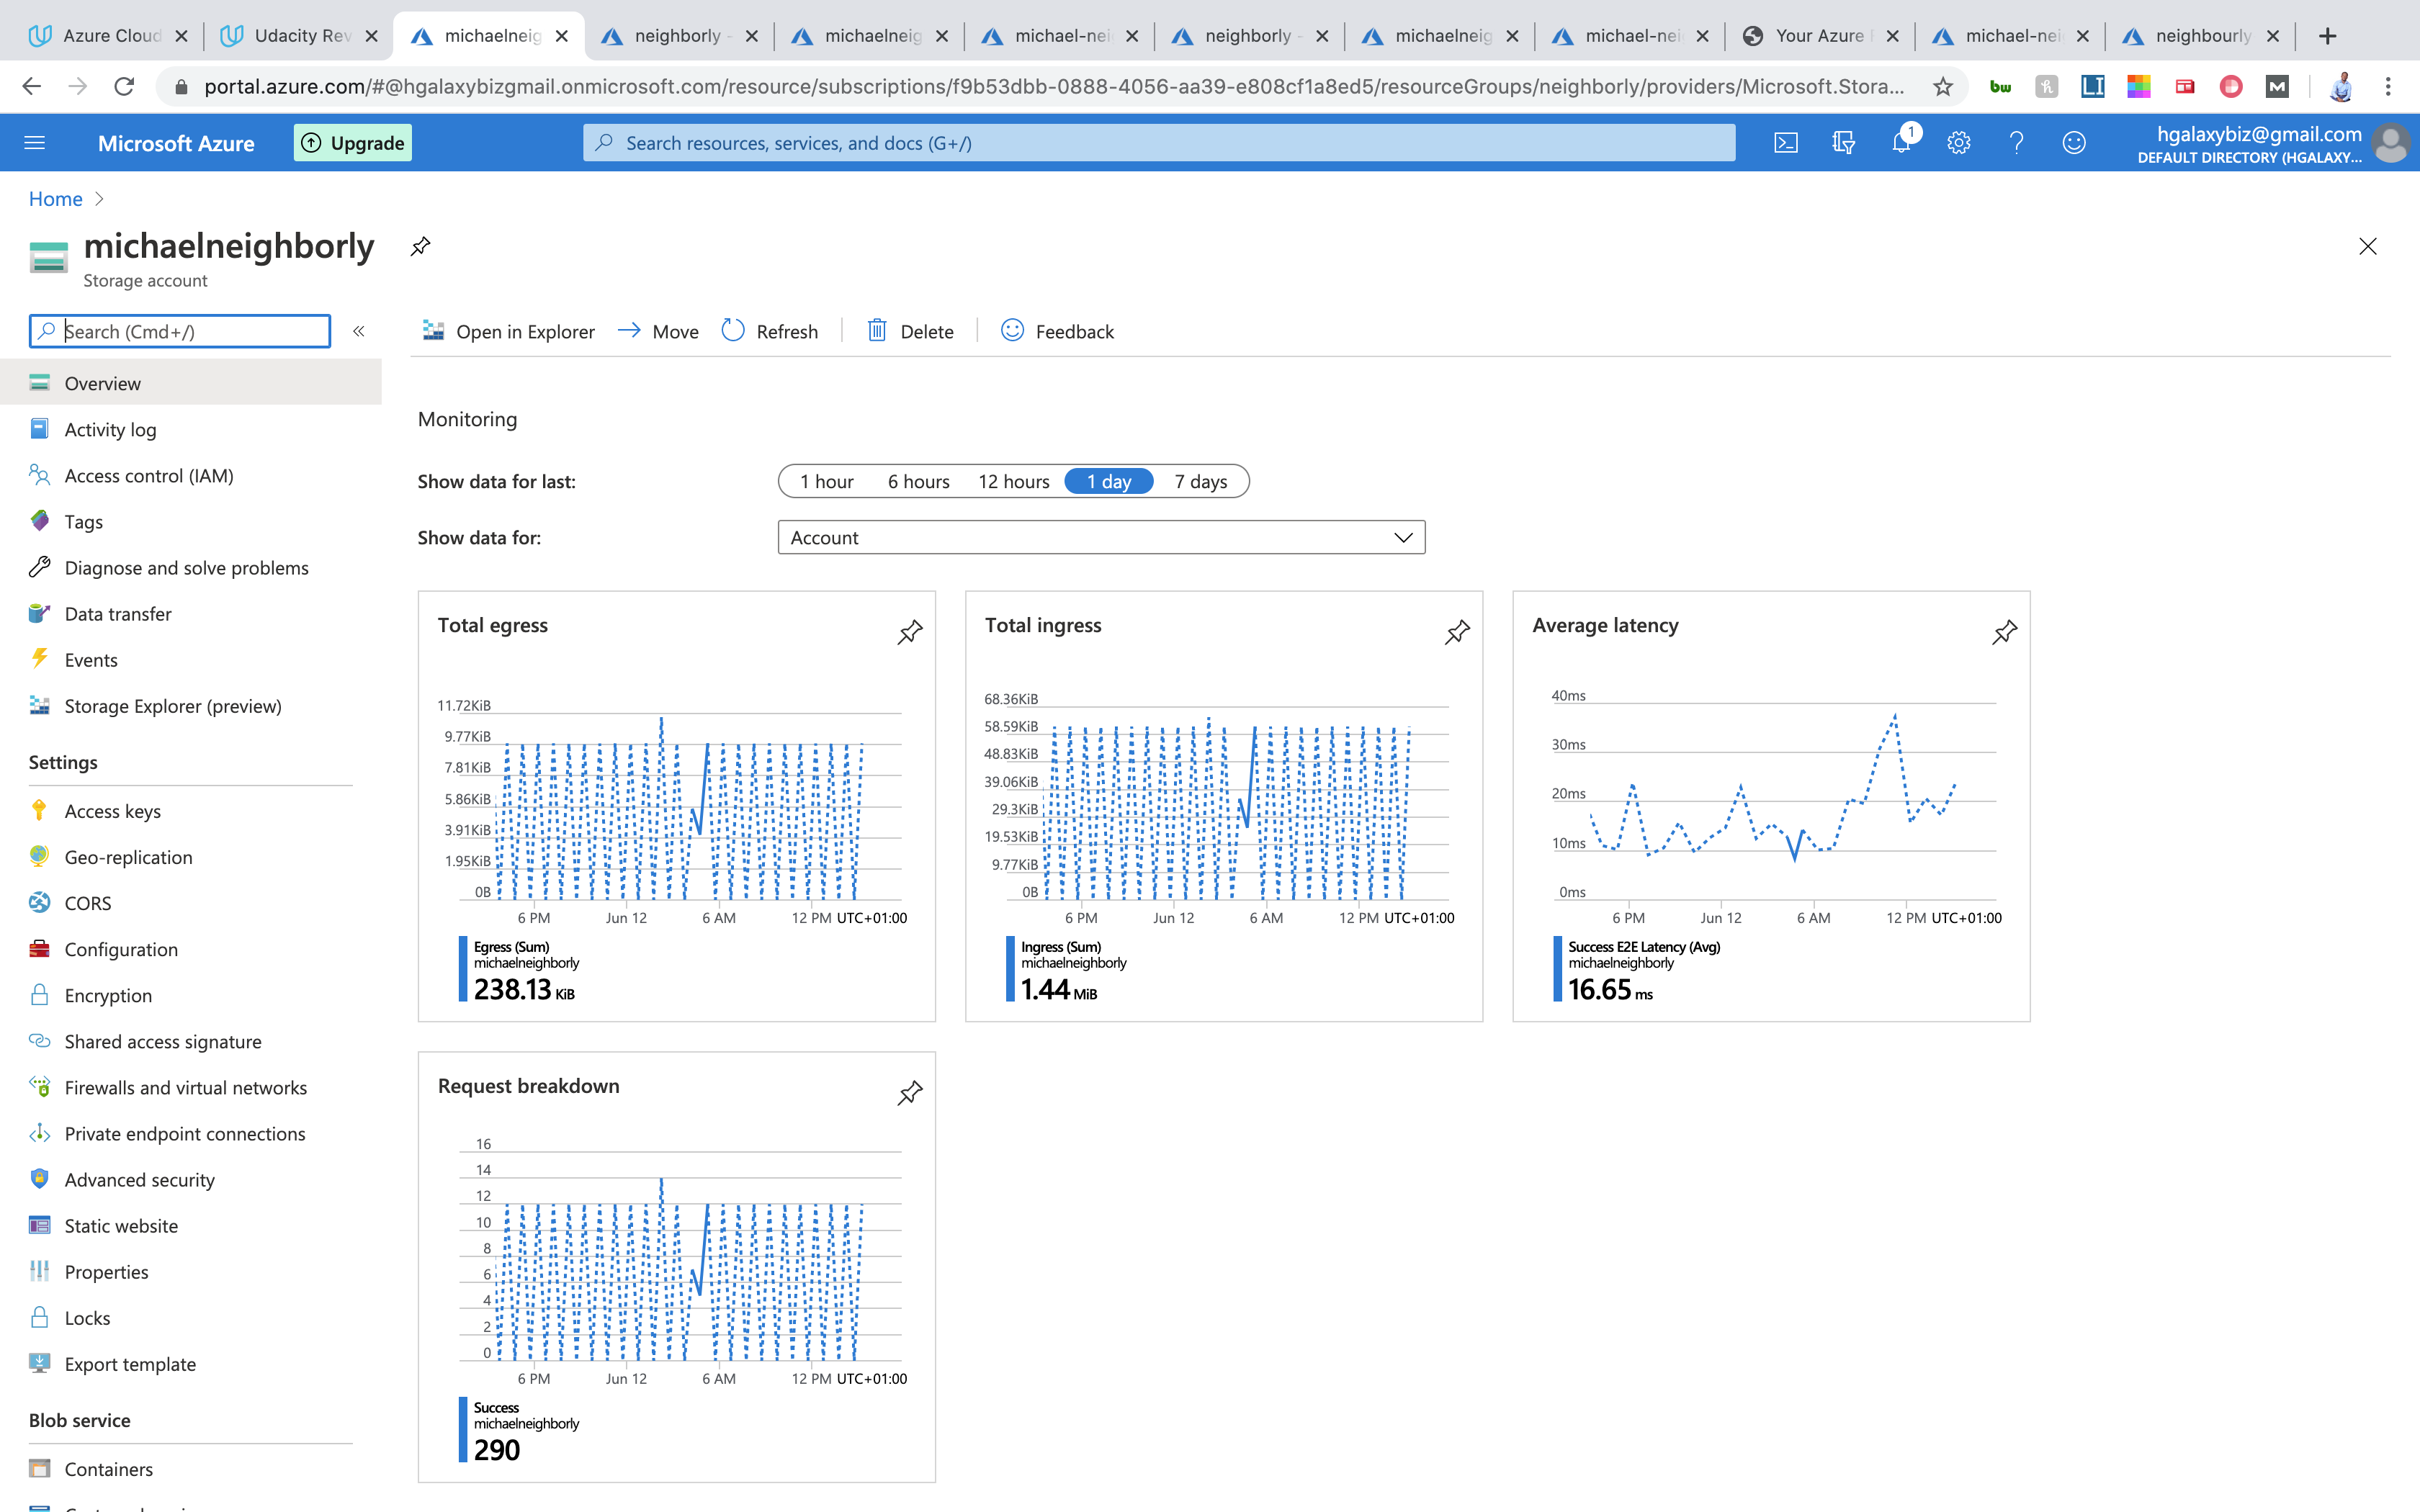 Azure Cloud
Udacity Rev
michaelneig
neighborly -
michaelneig
michael-nei
neighborly -
michaelneig
michael-nei
Your Azure
michael-nei
neighbourly
portal.azure.com/#@hgalaxybizgmail.onmicrosoft.com/resource/subscriptions/f9b53dbb-0888-4056-aa39-e808cf1a8ed5/resourceGroups/neighborly/providers/Microsoft.Stora...
bw
LI
M
Microsoft Azure
Upgrade
Search resources, services, and docs (G+/)
1
hgalaxybiz@gmail.com
DEFAULT DIRECTORY (HGALAXY...
Home
michaelneighborly
Storage account
Search (Cmd+/)
Open in Explorer
Move
Refresh
Delete
Feedback
Overview
Activity log
Access control (IAM)
Tags
Diagnose and solve problems
Data transfer
Events
Storage Explorer (preview)
Settings
Access keys
Geo-replication
CORS
Configuration
Encryption
Shared access signature
Firewalls and virtual networks
Private endpoint connections
Advanced security
Static website
Properties
Locks
Export template
Blob service
Containers
Monitoring
Show data for last:
1 hour 6 hours 12 hours 1 day 7 days
Show data for:
Account
Total egress
11.72KiB
9.77KiB
7.81KiB
5.86KiB
3.91KiB
1.95KiB
0B
6 PM Jun 12 6 AM 12 PM UTC+01:00
Egress (Sum)
michaelneighborly
238.13 KiB
Total ingress
68.36KiB
58.59KiB
48.83KiB
39.06KiB
29.3KiB
19.53KiB
9.77KiB
0B
6 PM Jun 12 6 AM 12 PM UTC+01:00
Ingress (Sum)
michaelneighborly
1.44 MiB
Average latency
40ms
30ms
20ms
10ms
0ms
6 PM Jun 12 6 AM 12 PM UTC+01:00
Success E2E Latency (Avg)
michaelneighborly
16.65 ms
Request breakdown
16
14
12
10
8
6
4
2
0
6 PM Jun 12 6 AM 12 PM UTC+01:00
Success
michaelneighborly
290